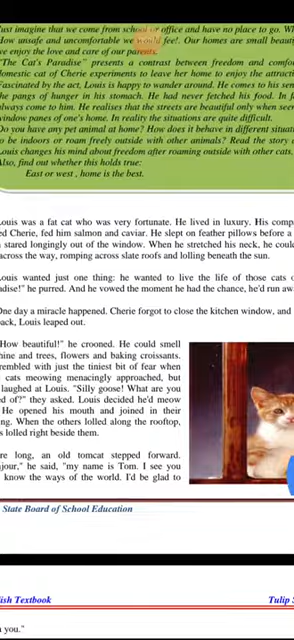 Just imagine that we come from school or office and have no place to go. Wh
How unsafe and uncomfortable we would feel. Our homes are small beauty
we enjoy the love and care of our parents.
"The Cat's Paradise" presents a contrast between freedom and comfo
domestic cat of Cherie experiments to leave her home to enjoy the attracti
Fascinated by the act, Louis is happy to wander around. He comes to his sen
the pangs of hunger in his stomach. He had never fetched his food. In f
always come to him. He realises that the streets are beautiful only when see
window panes of one's home. In reality the situations are quite difficult.
Do you have any pet animal at home? How does it behave in different situat
to be indoors or roam freely outside with other animals? Read the story a
Louis changes his mind about freedom after roaming outside with other cats.
Also, find out whether this holds true:
East or west , home is the best.
Louis was a fat cat who was very fortunate. He lived in luxury. His comp
ed Cherie, fed him salmon and caviar. He slept on feather pillows before a
stared longingly out of the window. When he stretched his neck, he could
across the way, romping across slate roofs and lolling beneath the sun.
Louis wanted just one thing: he wanted to live the life of those cats o
adise!" he purred. And he vowed the moment he had the chance, he'd run aw
One day a miracle happened. Cherie forgot to close the kitchen window, and
back, Louis leaped out.
"How beautiful!" he crooned. He could smell
hine and trees, flowers and baking croissants.
rembled with just the tiniest bit of fear when
cats meowing menacingly approached, but
laughed at Louis. "Silly goose! What are you
ed of?" they asked. Louis decided he'd meow
He opened his mouth and joined in their
ng. When the others lolled along the rooftop,
s lolled right beside them.
re long, an old tomcat stepped forward.
jour," he said, "my name is Tom. I see you
know the ways of the world. I'd be glad to
State Board of School Education
lish Textbook Tulip S
h you."